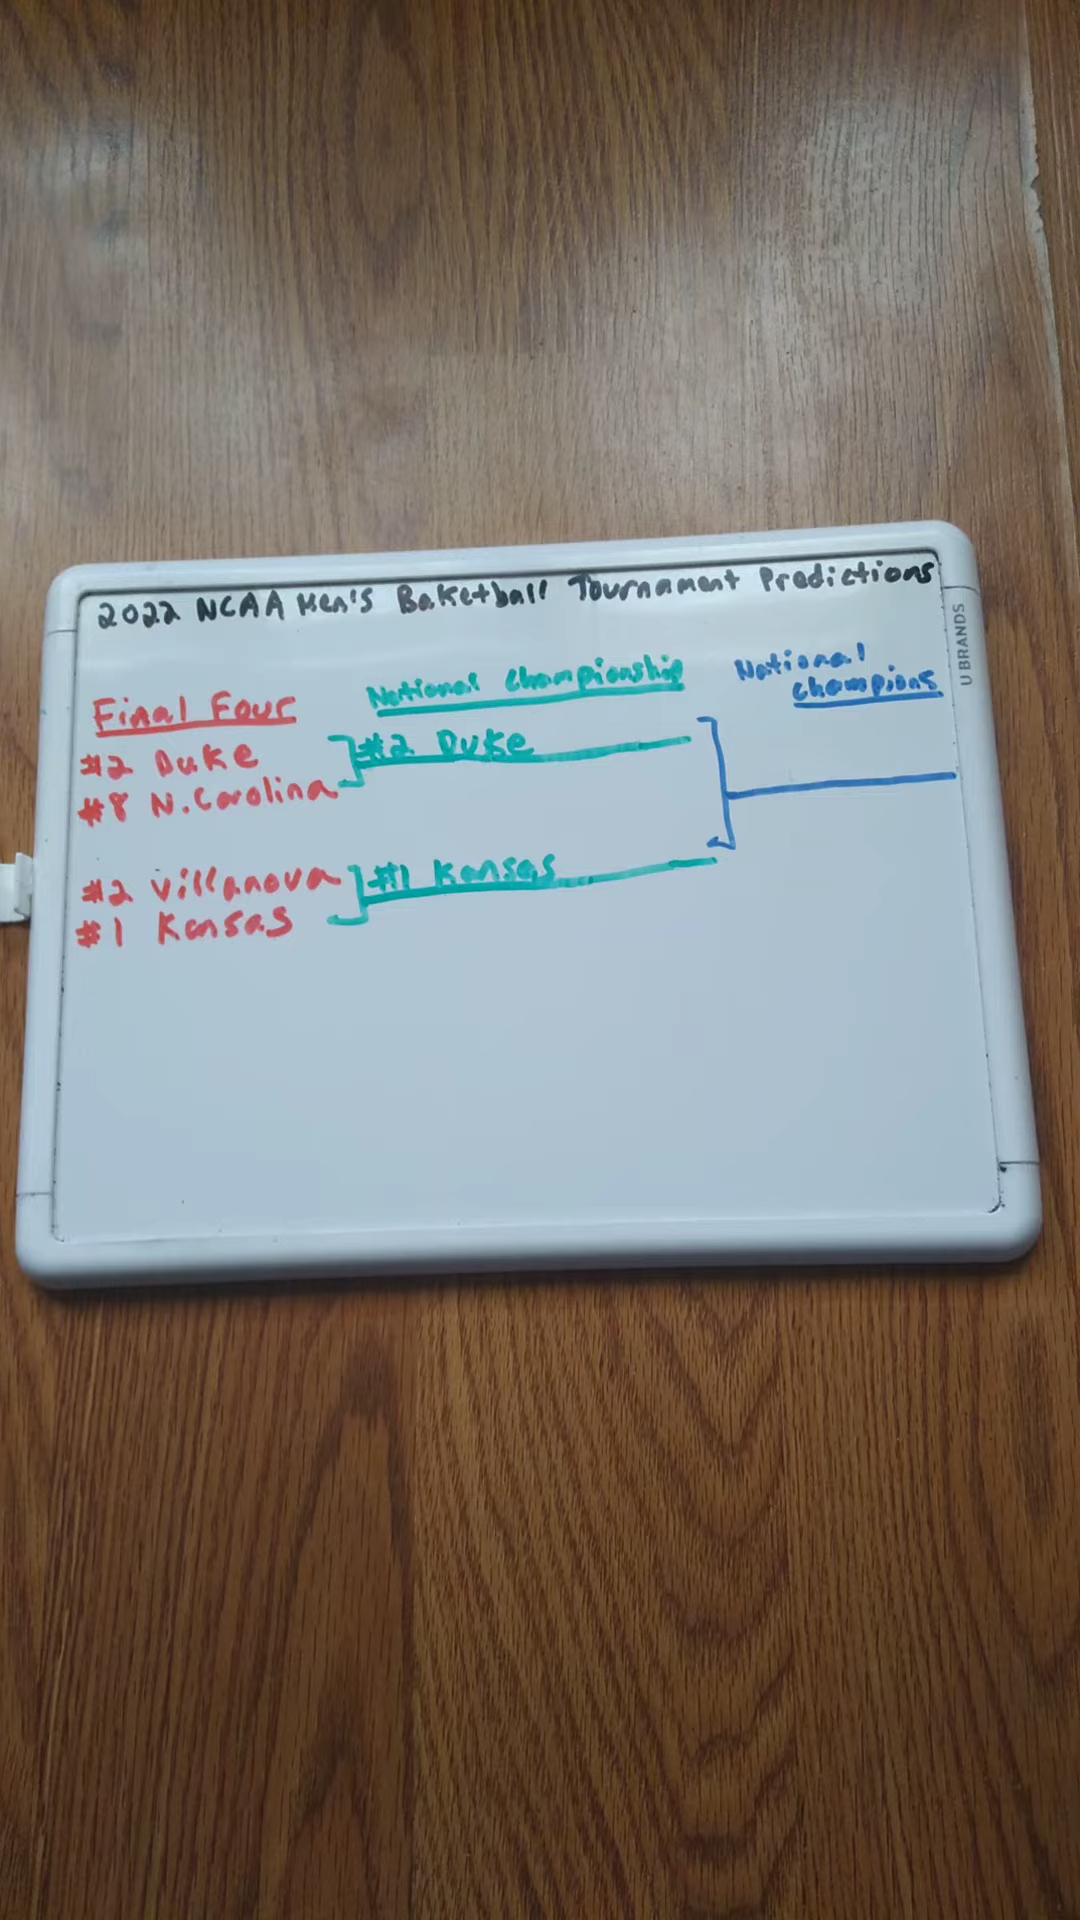 2022 NCAA Men's Baketball Tournament Predictions
U BRANDS
Final Four
National Championship
National
Champions
#2 Duke
#8 N. Carolina
#2 Duke
#2 Villanova
#1 Kansas
#1 Kansas